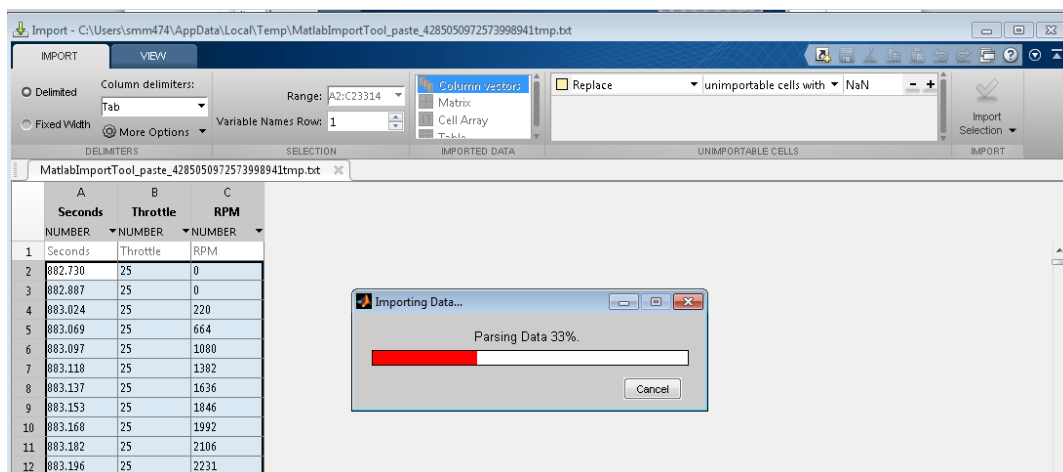 Import - C:\Users\smm474\AppData\Local\Temp\MatlabImportTool_paste_4285050972573998941tmp.txt
IMPORT VIEW
Delimited
Fixed Width
Column delimiters:
Tab
More Options
DELIMITERS
Range: A2:C23314
Variable Names Row: 1
SELECTION
Column vectors
Matrix
Cell Array
Table
IMPORTED DATA
Replace unimportable cells with NaN - +
UNIMPORTABLE CELLS
Import
Selection
IMPORT
MatlabImportTool_paste_4285050972573998941tmp.txt
A B C
Seconds Throttle RPM
NUMBER NUMBER NUMBER
1 Seconds Throttle RPM
2 882.730 25 0
3 882.887 25 0
4 883.024 25 220
5 883.069 25 664
6 883.097 25 1080
7 883.118 25 1382
8 883.137 25 1636
9 883.153 25 1846
10 883.168 25 1992
11 883.182 25 2106
12 883.196 25 2231
Importing Data...
Parsing Data 33%.
Cancel